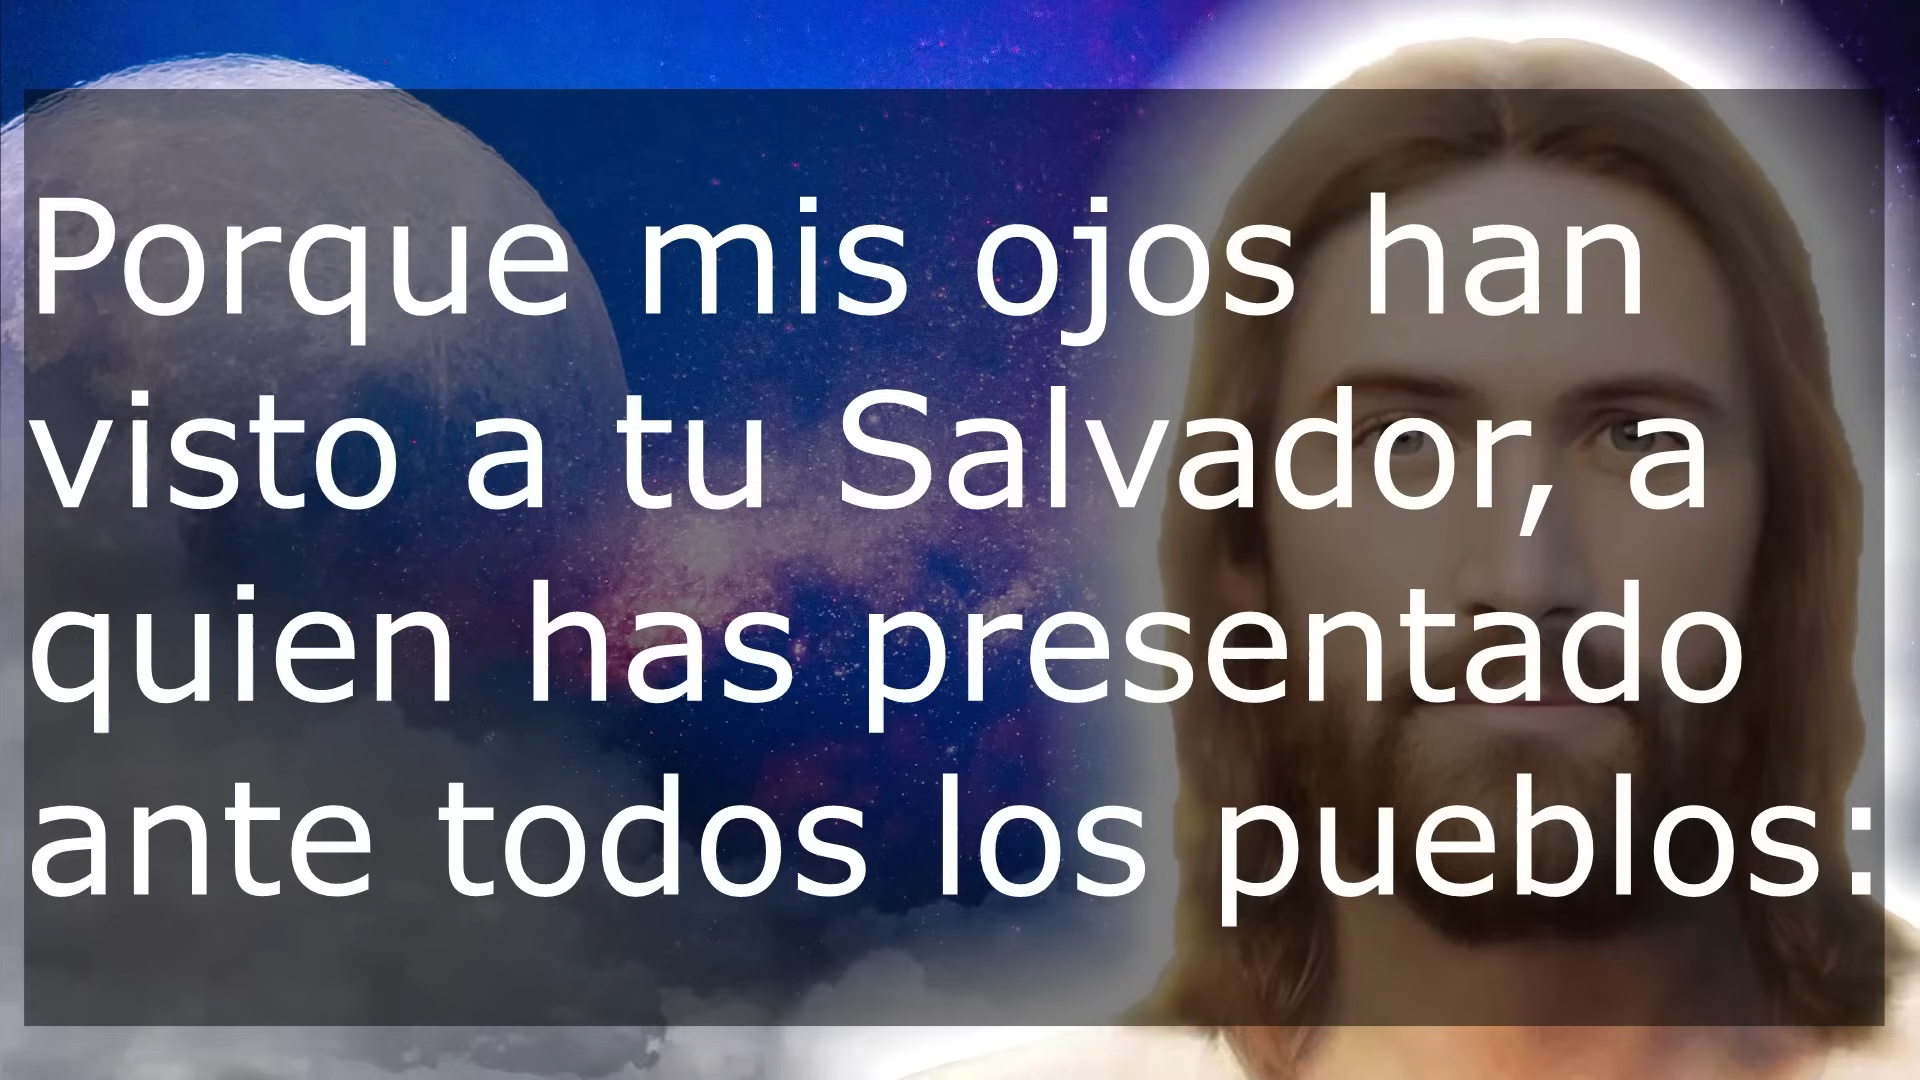 Porque mis ojos han
visto a tu Salvador, a
quien has presentado
ante todos los pueblos: